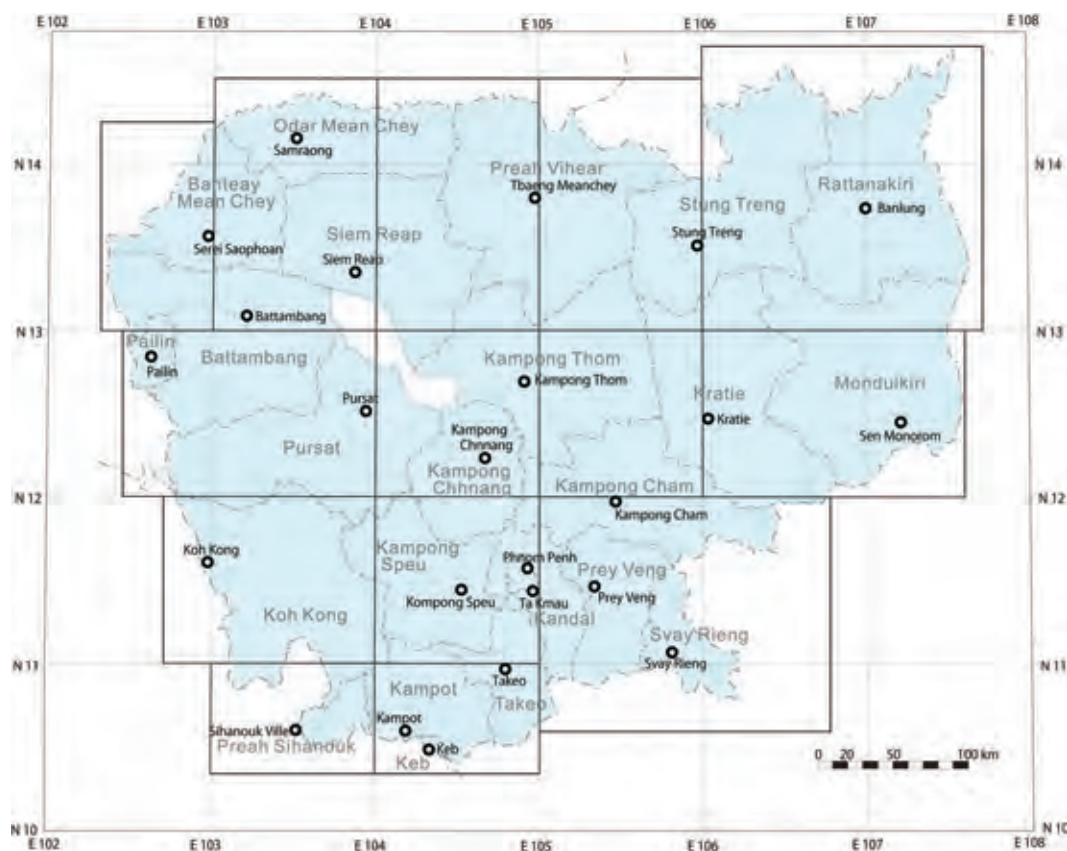 E 102 E 103 E 104 E 105 E 106 E 107 E 108
Odar Mean Chey
Samraong
N 14 N 14
Preah Vihear
Tbaeng Meanchey
Banteay
Mean Chey
Rattanakiri
Stung Treng
Banlung
Siem Reap
Stung Treng
Serei Saophoan
Siem Reap
Battambang
N 13 N 13
Pailin
Pailin
Battambang
Kampong Thom
Kampong Thom
Mondulkiri
Kratie
Kratie
Pursat
Kampong
Chnnang
Sen Monorom
Pursat
Kampong
Chhnang
Kampong Cham
N 12 N 12
Kampong Cham
Koh Kong
Kampong
Speu
Phnom Penh
Prey Veng
Kompong Speu
Ta Kmau
Prey Veng
Koh Kong
Kandal
Svay Rieng
Svay Rieng
N 11 N 11
Takeo
Kampot
Takeo
Kampot
Sihanouk Ville
Preah Sihanouk
Keb
Keb
0 20 50 100 km
N 10 N 10
E 102 E 103 E 104 E 105 E 106 E 107 E 108